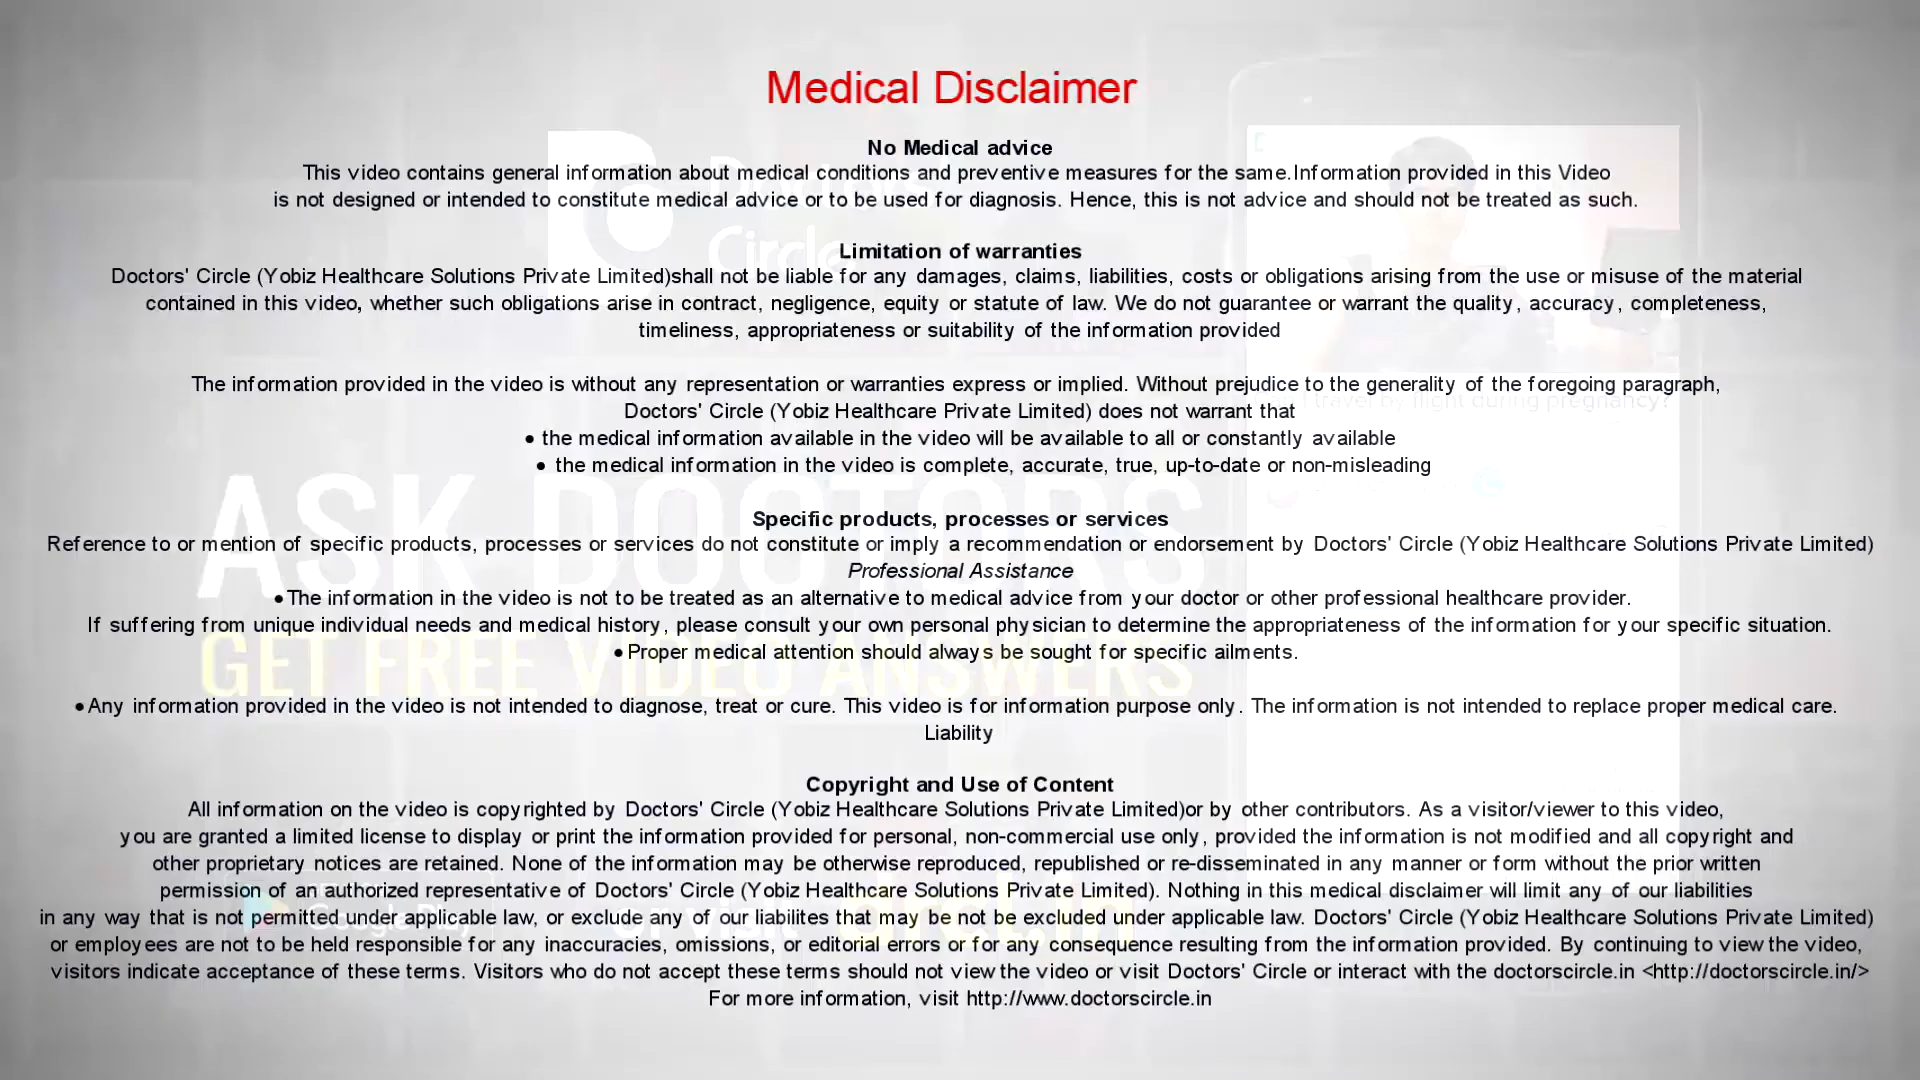 Medical Disclaimer
No Medical advice
This video contains general information about medical conditions and preventive measures for the same.Information provided in this Video
is not designed or intended to constitute medical advice or to be used for diagnosis. Hence, this is not advice and should not be treated as such.
Doctors'
Circle
Limitation of warranties
Doctors' Circle (Yobiz Healthcare Solutions Private Limited)shall not be liable for any damages, claims, liabilities, costs or obligations arising from the use or misuse of the material
contained in this video, whether such obligations arise in contract, negligence, equity or statute of law. We do not guarantee or warrant the quality, accuracy, completeness,
timeliness, appropriateness or suitability of the information provided
The information provided in the video is without any representation or warranties express or implied. Without prejudice to the generality of the foregoing paragraph,
Can I travel by flight during pregnancy?
Doctors' Circle (Yobiz Healthcare Private Limited) does not warrant that
• the medical information available in the video will be available to all or constantly available
• the medical information in the video is complete, accurate, true, up-to-date or non-misleading
ASK DOCTORS
Specific products, processes or services
Reference to or mention of specific products, processes or services do not constitute or imply a recommendation or endorsement by Doctors' Circle (Yobiz Healthcare Solutions Private Limited)
Professional Assistance
•The information in the video is not to be treated as an alternative to medical advice from your doctor or other professional healthcare provider.
If suffering from unique individual needs and medical history, please consult your own personal physician to determine the appropriateness of the information for your specific situation.
GET FREE VIDEO ANSWERS
•Proper medical attention should always be sought for specific ailments.
•Any information provided in the video is not intended to diagnose, treat or cure. This video is for information purpose only. The information is not intended to replace proper medical care.
Liability
Copyright and Use of Content
All information on the video is copyrighted by Doctors' Circle (Yobiz Healthcare Solutions Private Limited)or by other contributors. As a visitor/viewer to this video,
you are granted a limited license to display or print the information provided for personal, non-commercial use only, provided the information is not modified and all copyright and
other proprietary notices are retained. None of the information may be otherwise reproduced, republished or re-disseminated in any manner or form without the prior written
permission of an authorized representative of Doctors' Circle (Yobiz Healthcare Solutions Private Limited). Nothing in this medical disclaimer will limit any of our liabilities
in any way that is not permitted under applicable law, or exclude any of our liabilites that may be not be excluded under applicable law. Doctors' Circle (Yobiz Healthcare Solutions Private Limited)
Google Play
or visit drcl.in
or employees are not to be held responsible for any inaccuracies, omissions, or editorial errors or for any consequence resulting from the information provided. By continuing to view the video,
visitors indicate acceptance of these terms. Visitors who do not accept these terms should not view the video or visit Doctors' Circle or interact with the doctorscircle.in <http://doctorscircle.in/>
For more information, visit http://www.doctorscircle.in